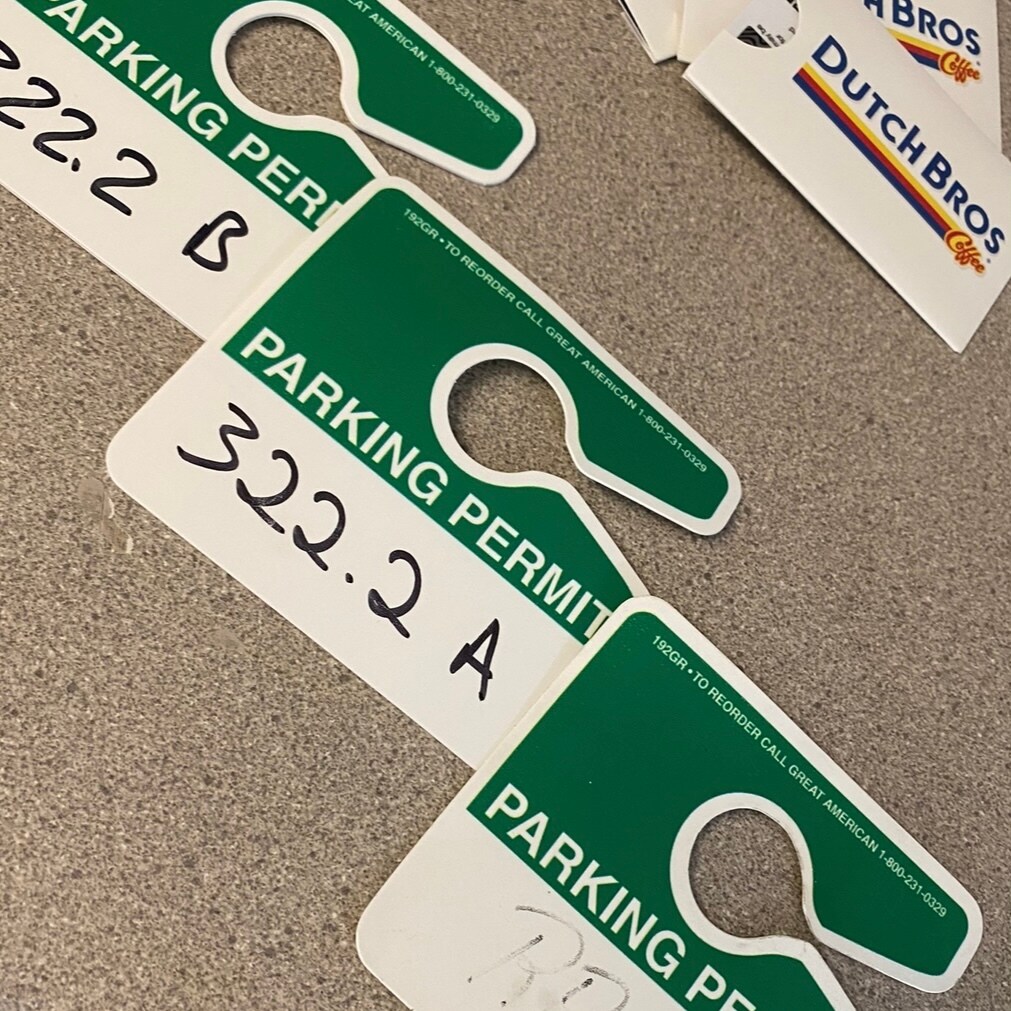 EAT AMERICAN 1-800-231-0329
PARKING PERM
22.2 B
H BROS
Coffee
DUTCH BROS
Coffee
192GR • TO REORDER CALL GREAT AMERICAN 1-800-231-0329
PARKING PERMIT
322.2 A
192GR • TO REORDER CALL GREAT AMERICAN 1-800-231-0329
PARKING PE